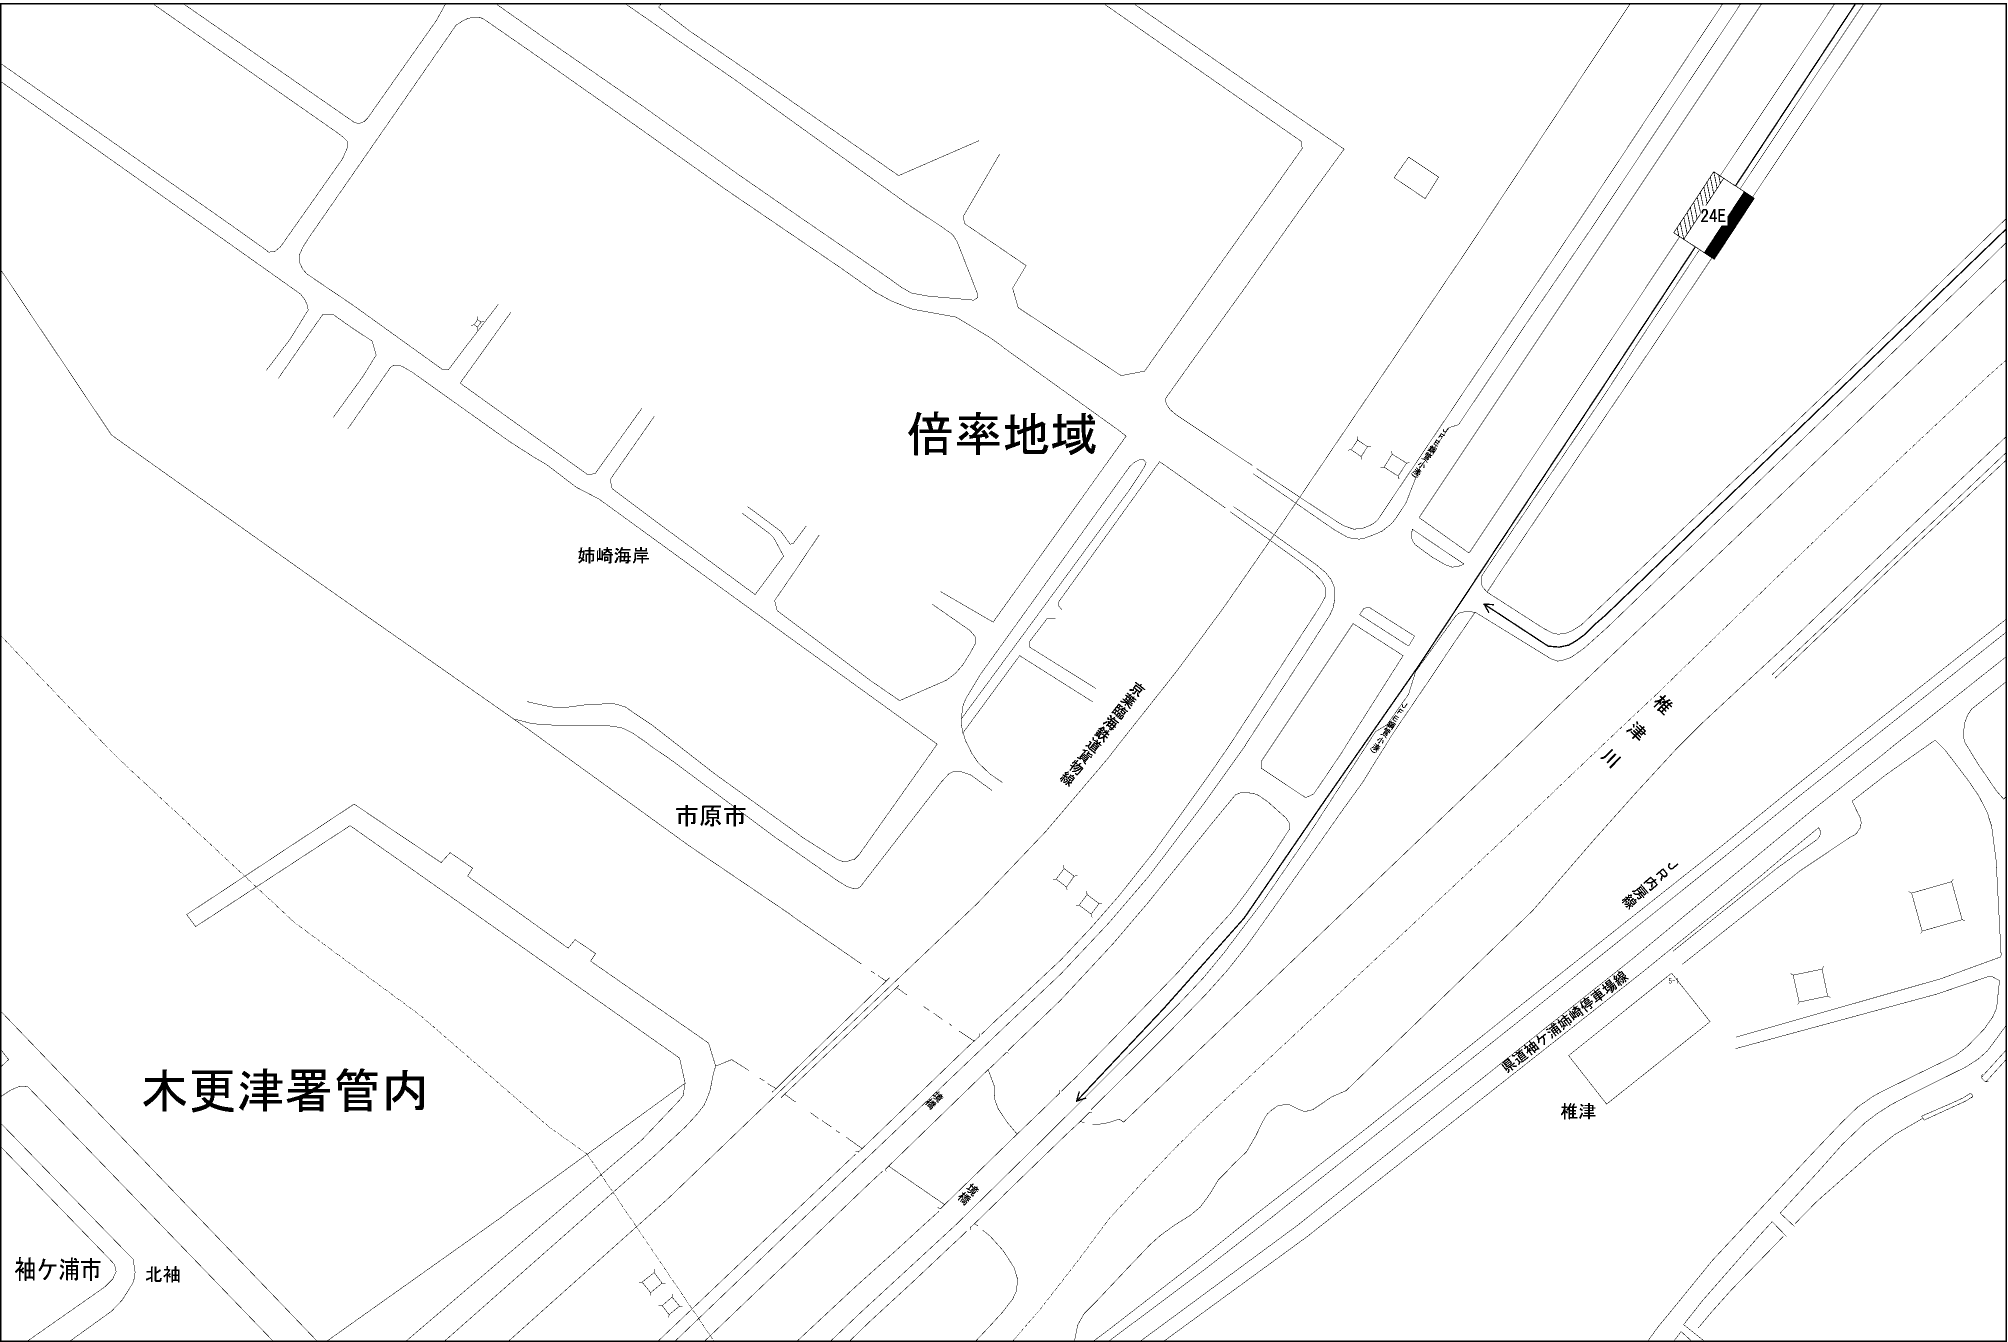 24E
倍率地域
姉崎海岸
京葉臨海鉄道貨物線
椎津川
市原市
JR内房線
県道袖ケ浦姉崎停車場線
木更津署管内
椎津
境橋
袖ケ浦市
北袖